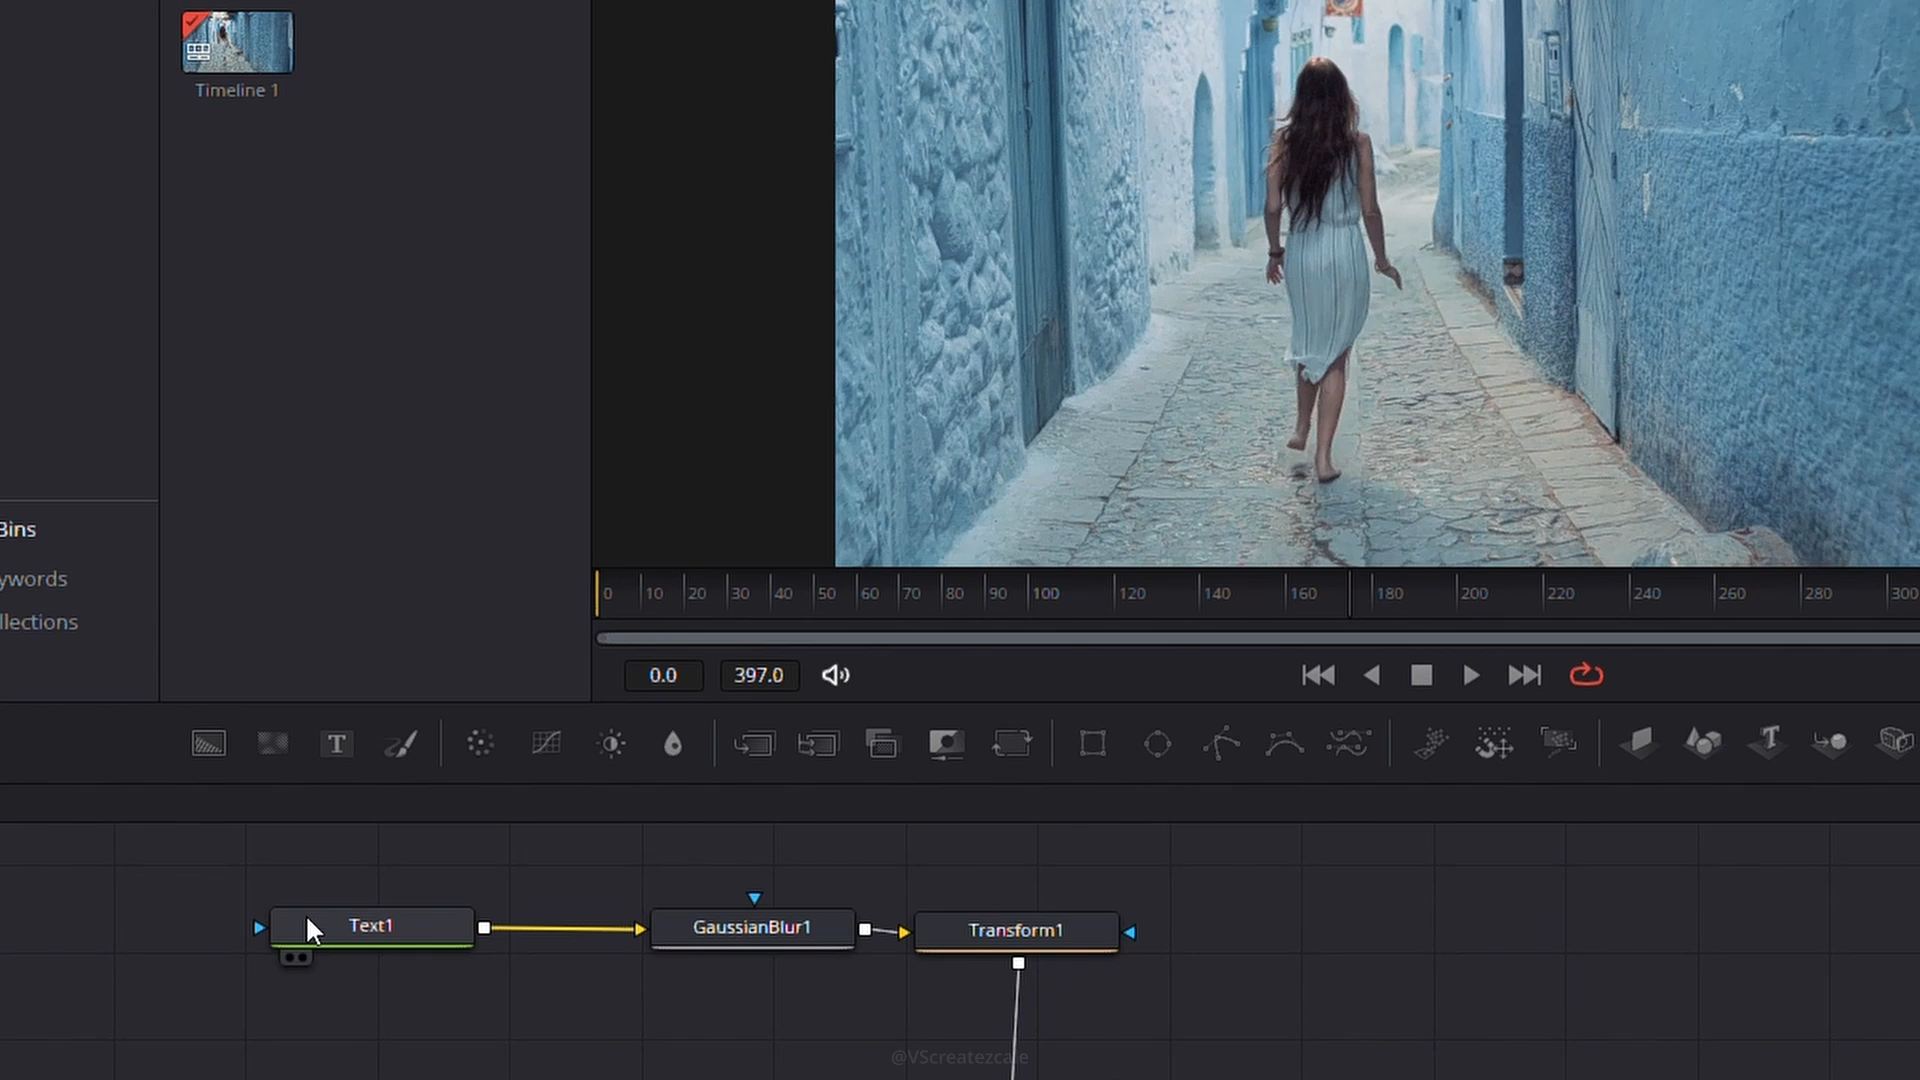 Timeline 1
Bins
ywords
llections
0 10 20 30 40 50 60 70 80 90 100 120 140 160 180 200 220 240 260 280 300
0.0 397.0
T
Text1 GaussianBlur1 Transform1